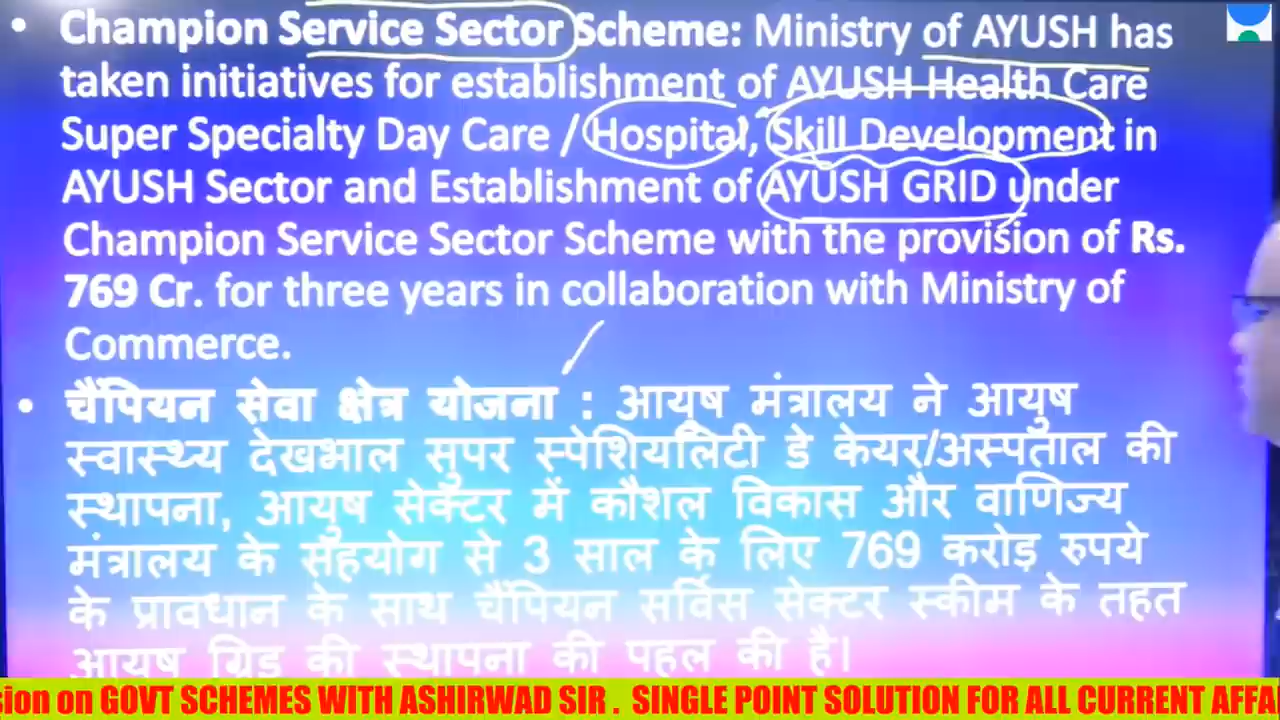 • Champion Service Sector Scheme: Ministry of AYUSH has
taken initiatives for establishment of AYUSH Health Care
Super Specialty Day Care / Hospital, Skill Development in
AYUSH Sector and Establishment of AYUSH GRID under
Champion Service Sector Scheme with the provision of Rs.
769 Cr. for three years in collaboration with Ministry of
Commerce.
• चैंपियन सेवा क्षेत्र योजना : आयुष मंत्रालय ने आयुष
स्वास्थ्य देखभाल सुपर स्पेशियलिटी डे केयर/अस्पताल की
स्थापना, आयुष सेक्टर में कौशल विकास और वाणिज्य
मंत्रालय के सहयोग से 3 साल के लिए 769 करोड़ रुपये
के प्रावधान के साथ चैंपियन सर्विस सेक्टर स्कीम के तहत
आयुष ग्रिड की स्थापना की पहल की है।
sion on GOVT SCHEMES WITH ASHIRWAD SIR . SINGLE POINT SOLUTION FOR ALL CURRENT AFFA